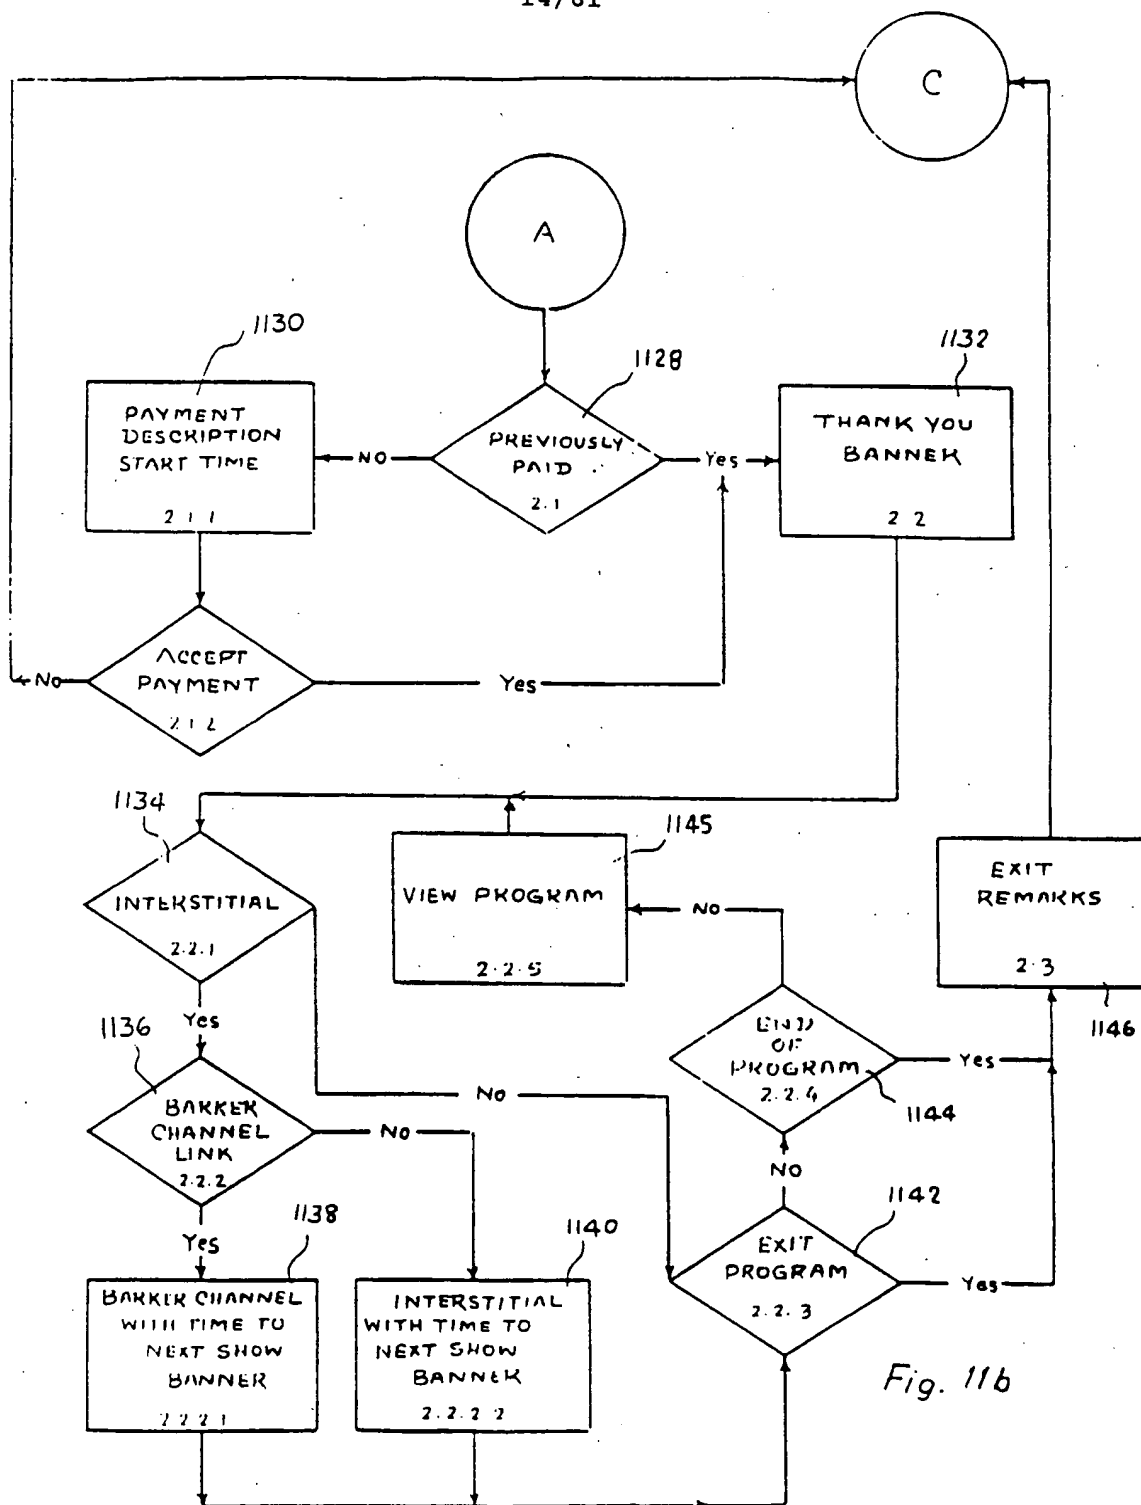 14/81
C
A
1130
1128
1132
PAYMENT
DESCRIPTION
START TIME
2 1 1
NO
PREVIOUSLY
PAID
2.1
Yes
THANK YOU
BANNER
2 2
ACCEPT
PAYMENT
2 1 2
No
Yes
1134
INTERSTITIAL
2.2.1
1145
VIEW PROGRAM
2.2.5
No
EXIT
REMARKS
2.3
1146
Yes
1136
BARKER
CHANNEL
LINK
2.2.2
No
No
END
OF
PROGRAM
2.2.4
Yes
1144
NO
Yes
1138
BARKER CHANNEL
WITH TIME TO
NEXT SHOW
BANNER
2 2 2 1
1140
INTERSTITIAL
WITH TIME TO
NEXT SHOW
BANNER
2.2.2 2
1142
EXIT
PROGRAM
2.2.3
Yes
Fig. 11b